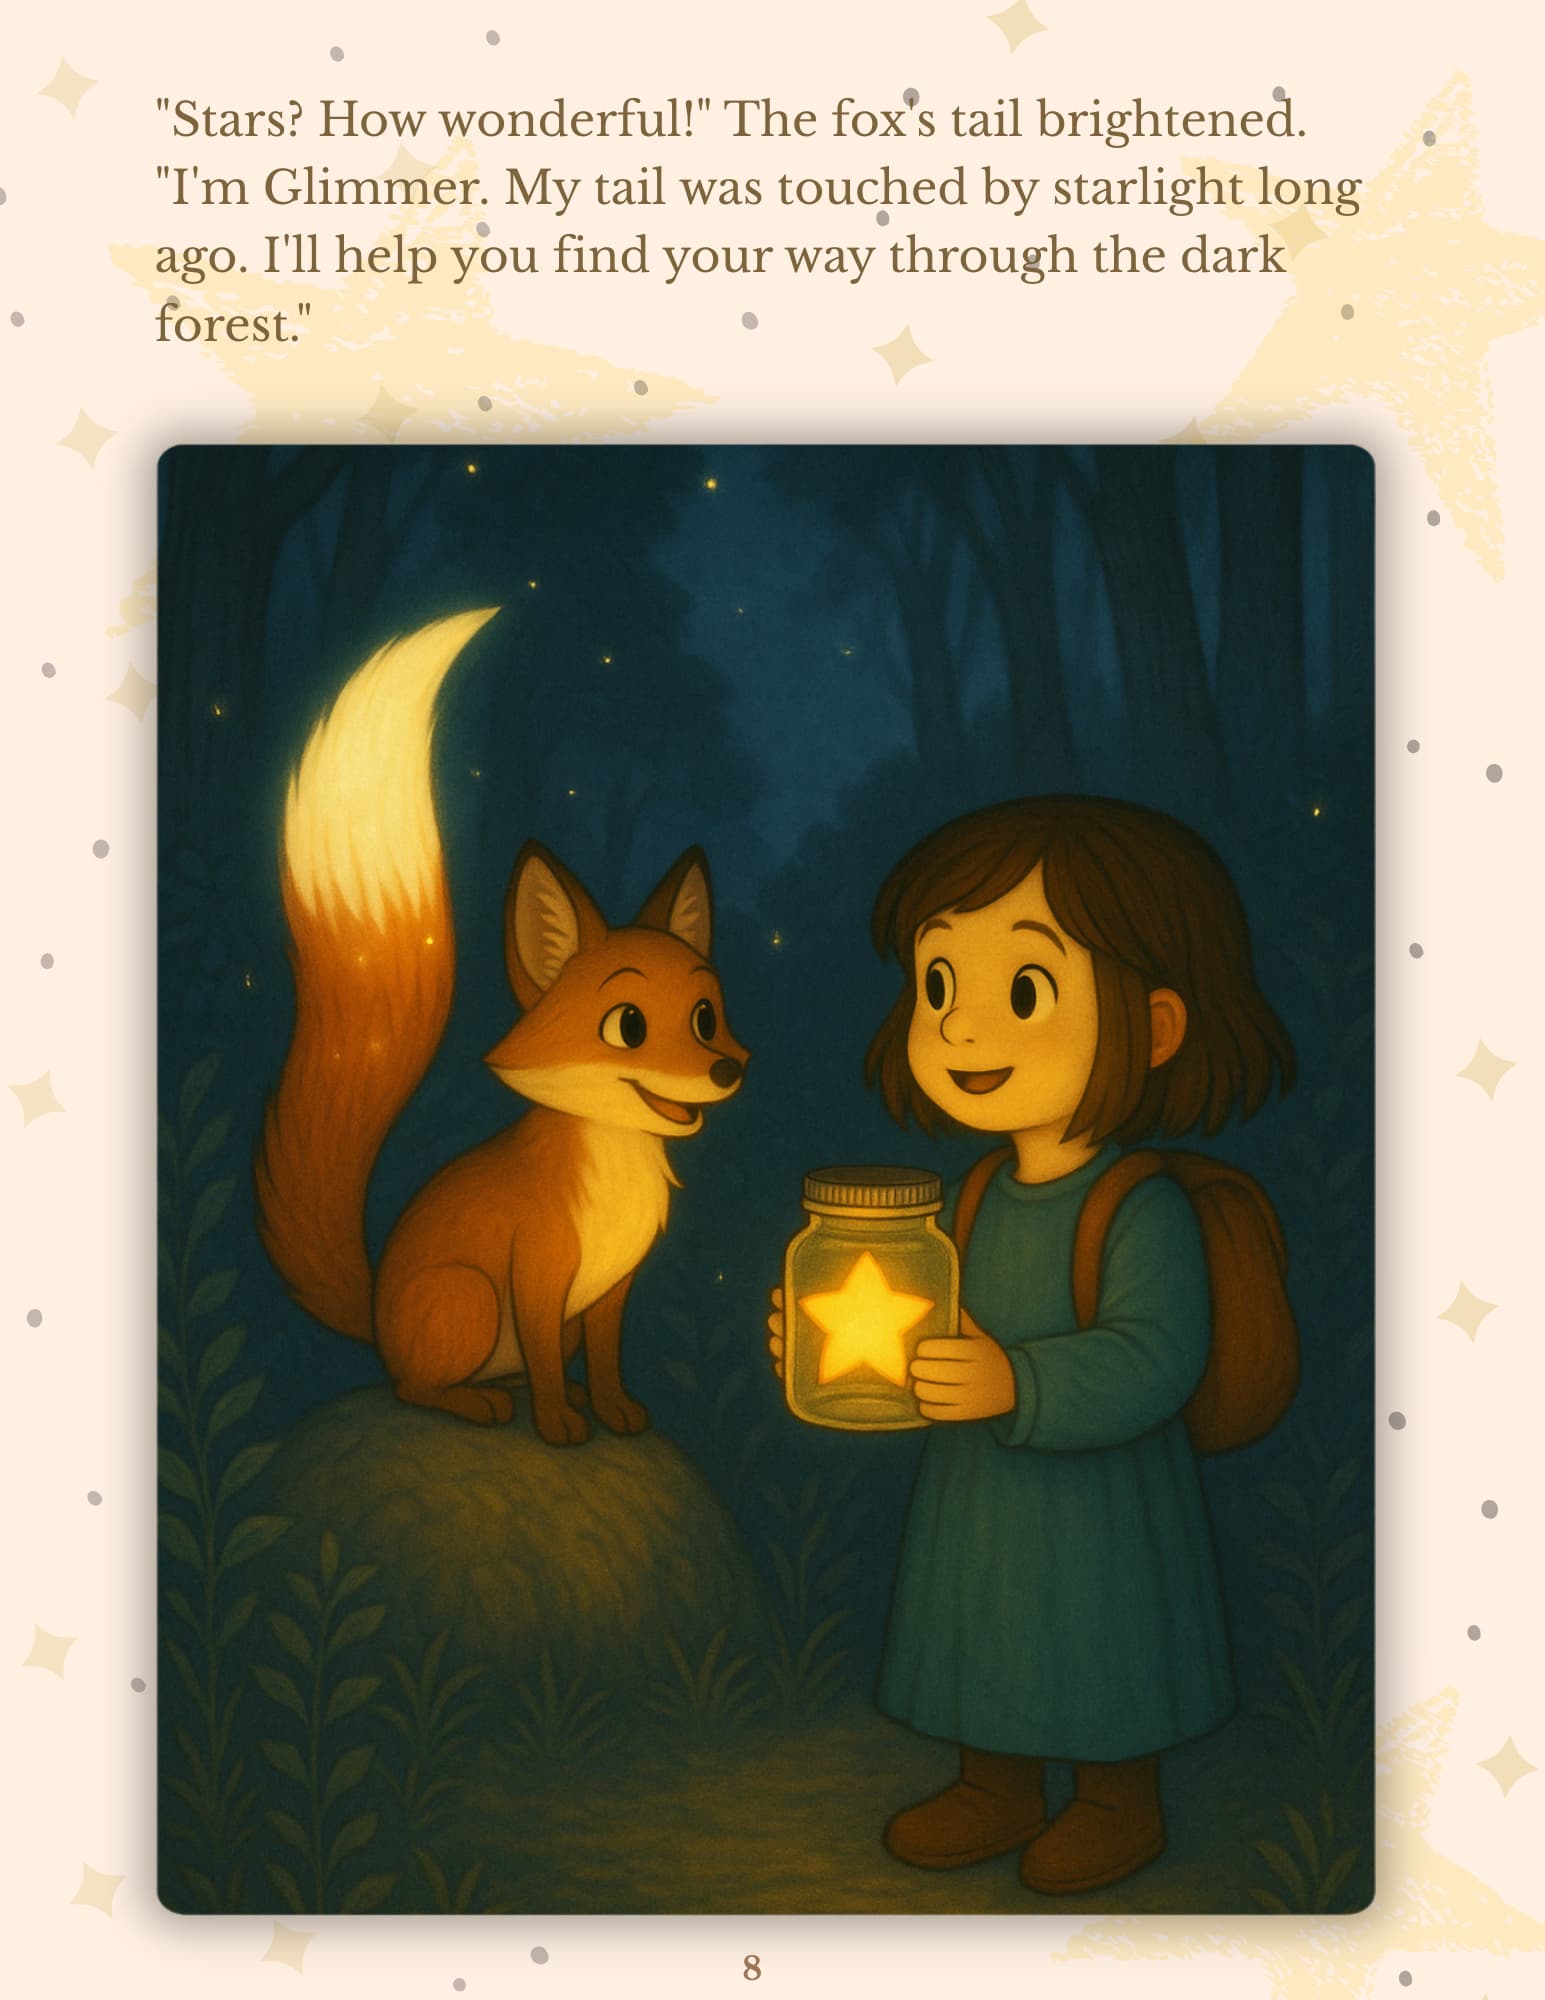 "Stars? How wonderful!" The fox's tail brightened.
"I'm Glimmer. My tail was touched by starlight long
ago. I'll help you find your way through the dark
forest."
8